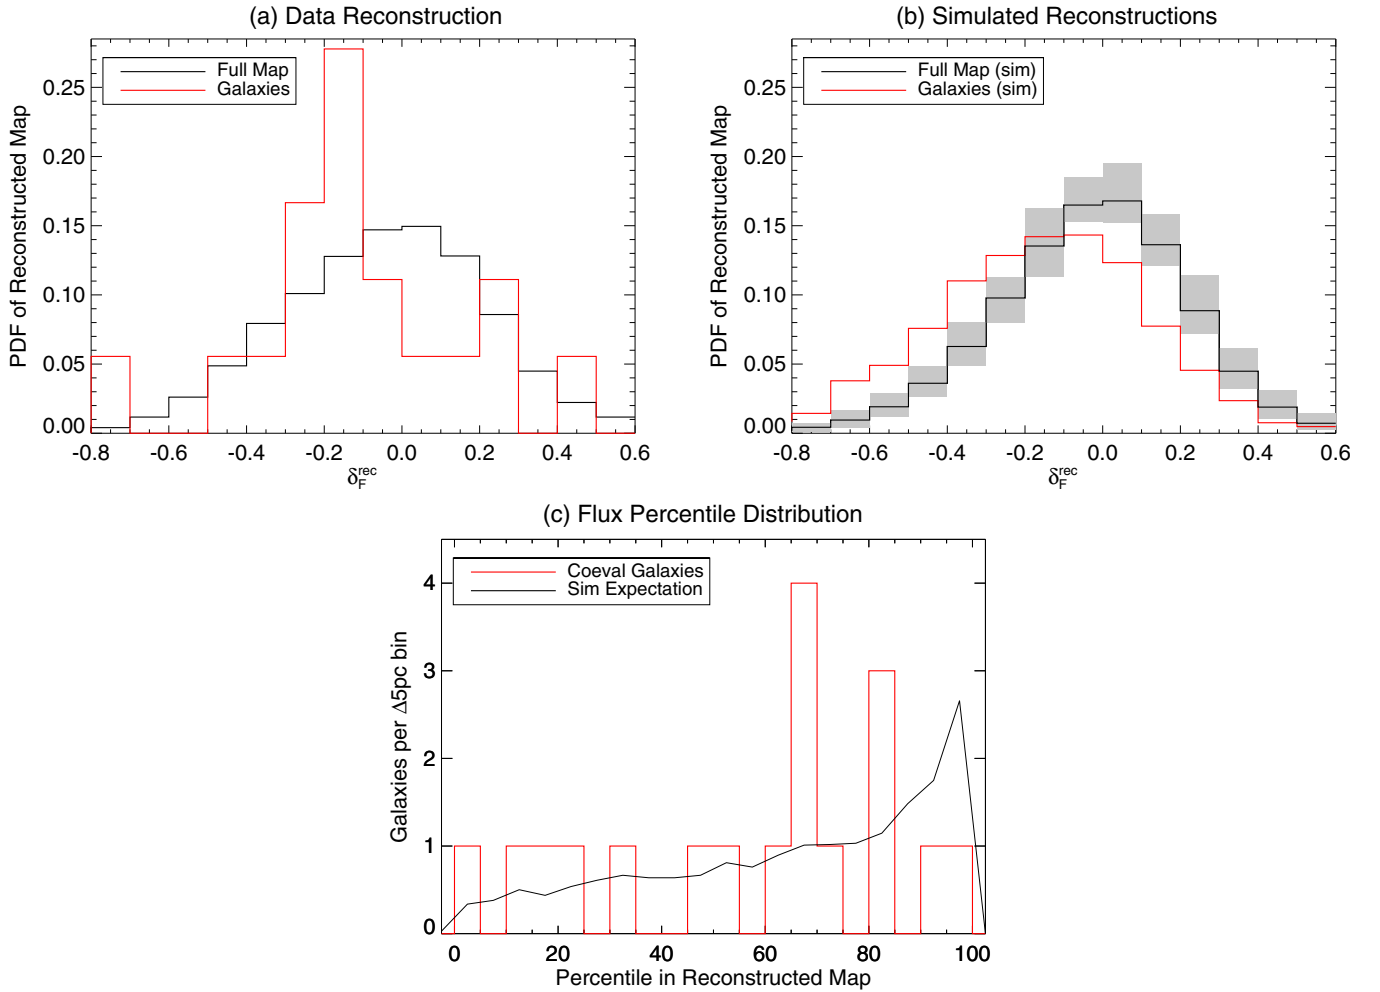 (a) Data Reconstruction
Full Map
Galaxies
PDF of Reconstructed Map
0.25
0.20
0.15
0.10
0.05
0.00
-0.8 -0.6 -0.4 -0.2 0.0 0.2 0.4 0.6
δ_F^rec
(b) Simulated Reconstructions
Full Map (sim)
Galaxies (sim)
PDF of Reconstructed Map
0.25
0.20
0.15
0.10
0.05
0.00
-0.8 -0.6 -0.4 -0.2 0.0 0.2 0.4 0.6
δ_F^rec
(c) Flux Percentile Distribution
Coeval Galaxies
Sim Expectation
Galaxies per Δ5pc bin
4
3
2
1
0
0 20 40 60 80 100
Percentile in Reconstructed Map